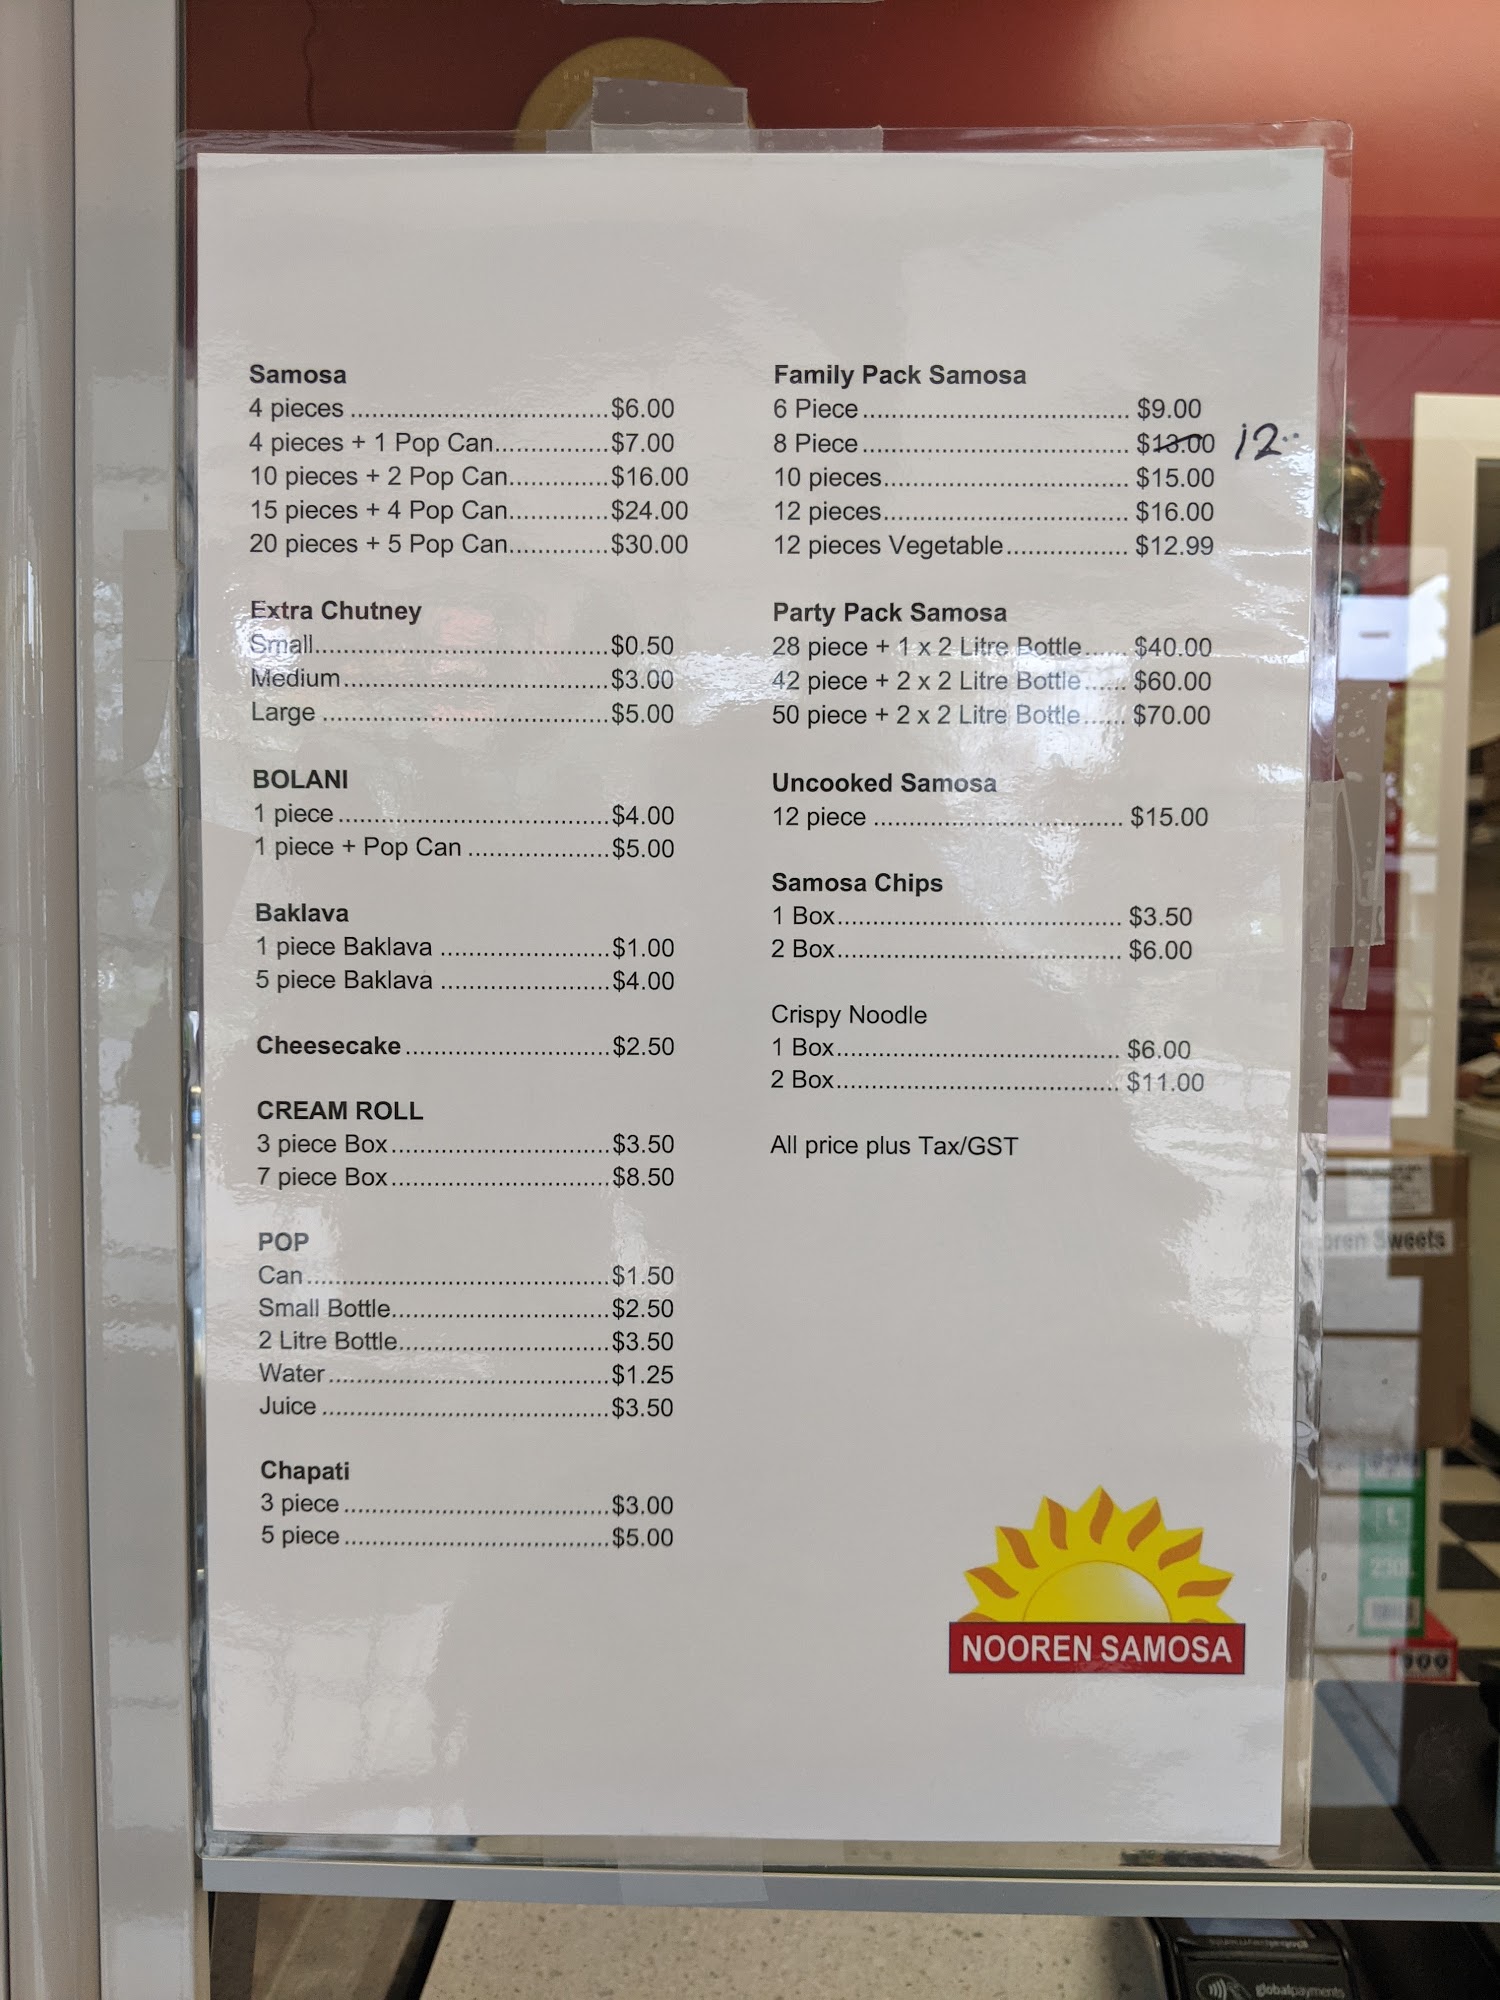 Samosa
4 pieces ....................................$6.00
4 pieces + 1 Pop Can................$7.00
10 pieces + 2 Pop Can..............$16.00
15 pieces + 4 Pop Can..............$24.00
20 pieces + 5 Pop Can..............$30.00
Extra Chutney
Small.........................................$0.50
Medium.....................................$3.00
Large ........................................$5.00
BOLANI
1 piece ......................................$4.00
1 piece + Pop Can ....................$5.00
Baklava
1 piece Baklava ........................$1.00
5 piece Baklava ........................$4.00
Cheesecake.............................$2.50
CREAM ROLL
3 piece Box...............................$3.50
7 piece Box...............................$8.50
POP
Can...........................................$1.50
Small Bottle...............................$2.50
2 Litre Bottle..............................$3.50
Water........................................$1.25
Juice .........................................$3.50
Chapati
3 piece ......................................$3.00
5 piece ......................................$5.00
Family Pack Samosa
6 Piece ..................................... $9.00
8 Piece ..................................... $13.00 12
10 pieces.................................. $15.00
12 pieces.................................. $16.00
12 pieces Vegetable................. $12.99
Party Pack Samosa
28 piece + 1 x 2 Litre Bottle...... $40.00
42 piece + 2 x 2 Litre Bottle...... $60.00
50 piece + 2 x 2 Litre Bottle...... $70.00
Uncooked Samosa
12 piece ................................... $15.00
Samosa Chips
1 Box........................................ $3.50
2 Box........................................ $6.00
Crispy Noodle
1 Box........................................ $6.00
2 Box........................................ $11.00
All price plus Tax/GST
NOOREN SAMOSA
Sweets
L
globalpayments